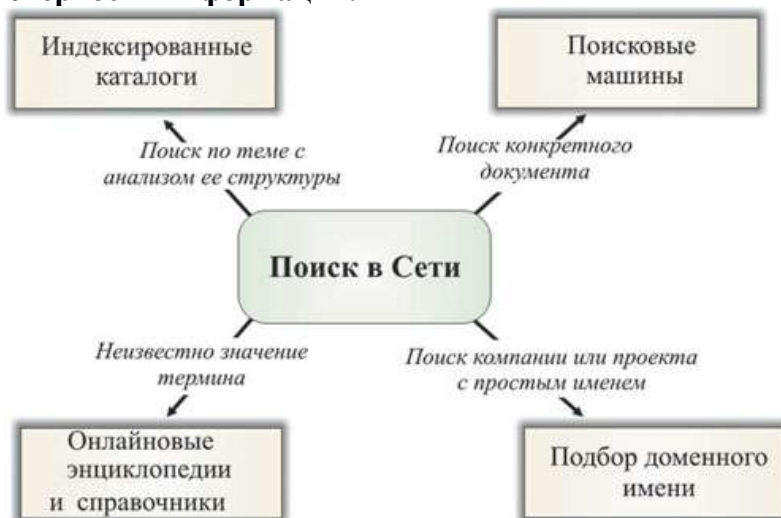 Индексированные
каталоги
Поисковые
машины
Поиск по теме с
анализом ее структуры
Поиск конкретного
документа
Поиск в Сети
Неизвестно значение
термина
Поиск компании или проекта
с простым именем
Онлайновые
энциклопедии
и справочники
Подбор доменного
имени